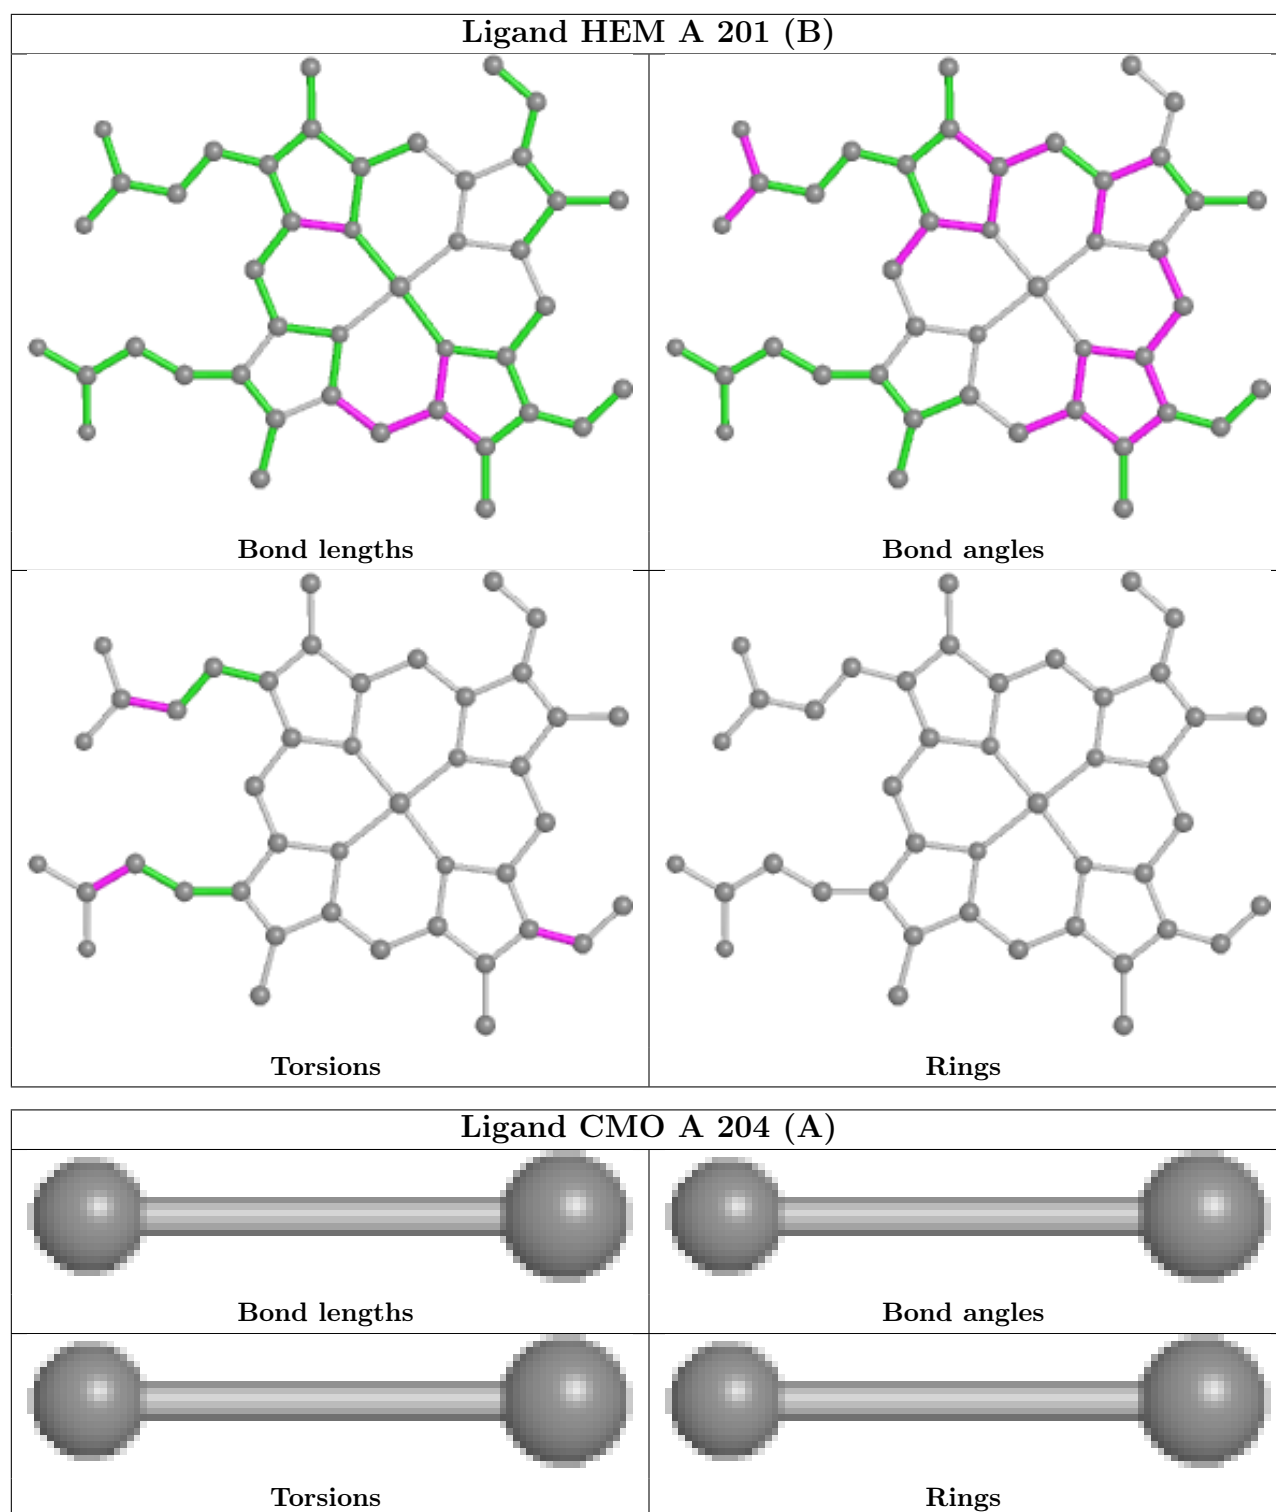 Ligand HEM A 201 (B)
Bond lengths
Bond angles
Torsions
Rings
Ligand CMO A 204 (A)
Bond lengths
Bond angles
Torsions
Rings